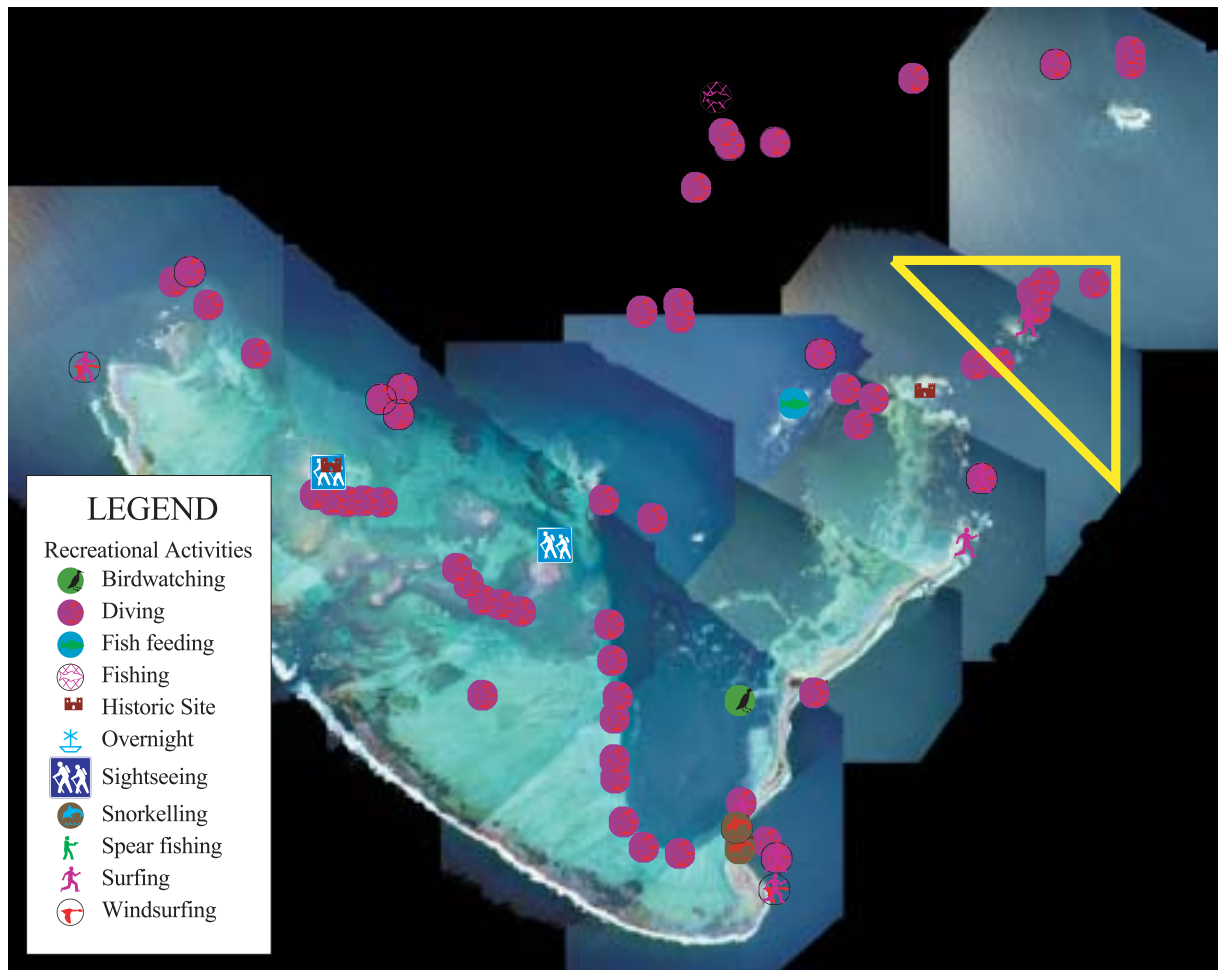 LEGEND
Recreational Activities
Birdwatching
Diving
Fish feeding
Fishing
Historic Site
Overnight
Sightseeing
Snorkelling
Spear fishing
Surfing
Windsurfing